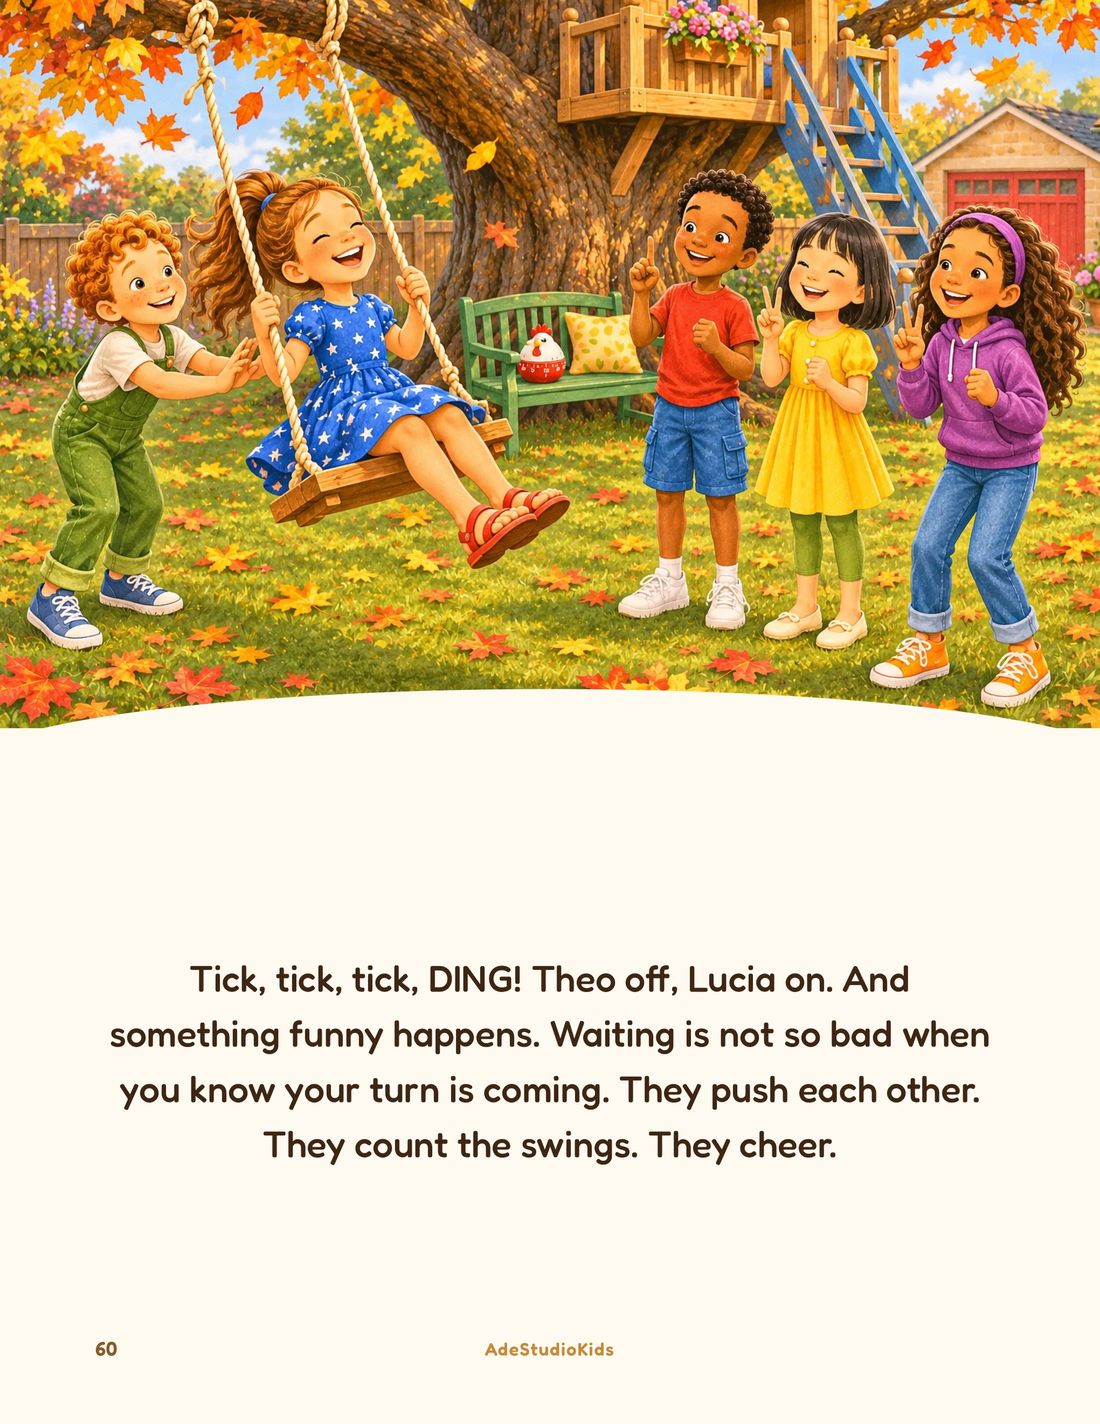 Tick, tick, tick, DING! Theo off, Lucia on. And
something funny happens. Waiting is not so bad when
you know your turn is coming. They push each other.
They count the swings. They cheer.
60
AdeStudioKids